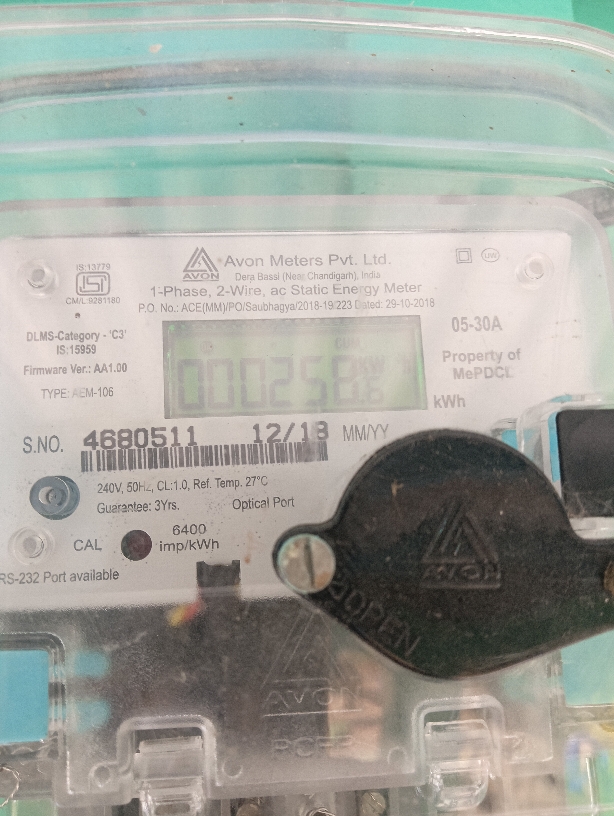 IS:13779
ISI
CM/L:9281180
AVON
Avon Meters Pvt. Ltd.
Dera Bassi (Near Chandigarh), India
1-Phase, 2-Wire, ac Static Energy Meter
P.O. No.: ACE(MM)/PO/Saubhagya/2018-19/223 Dated: 29-10-2018
DLMS-Category - 'C3'
IS:15959
Firmware Ver.: AA1.00
TYPE: AEM-106
CUM
KW
05-30A
Property of
MePDCL
kWh
S.NO. 4680511 12/18 MM/YY
240V, 50Hz, CL:1.0, Ref. Temp. 27°C
Guarantee: 3Yrs. Optical Port
CAL
6400
imp/kWh
RS-232 Port available
AVON
OPEN
AVON